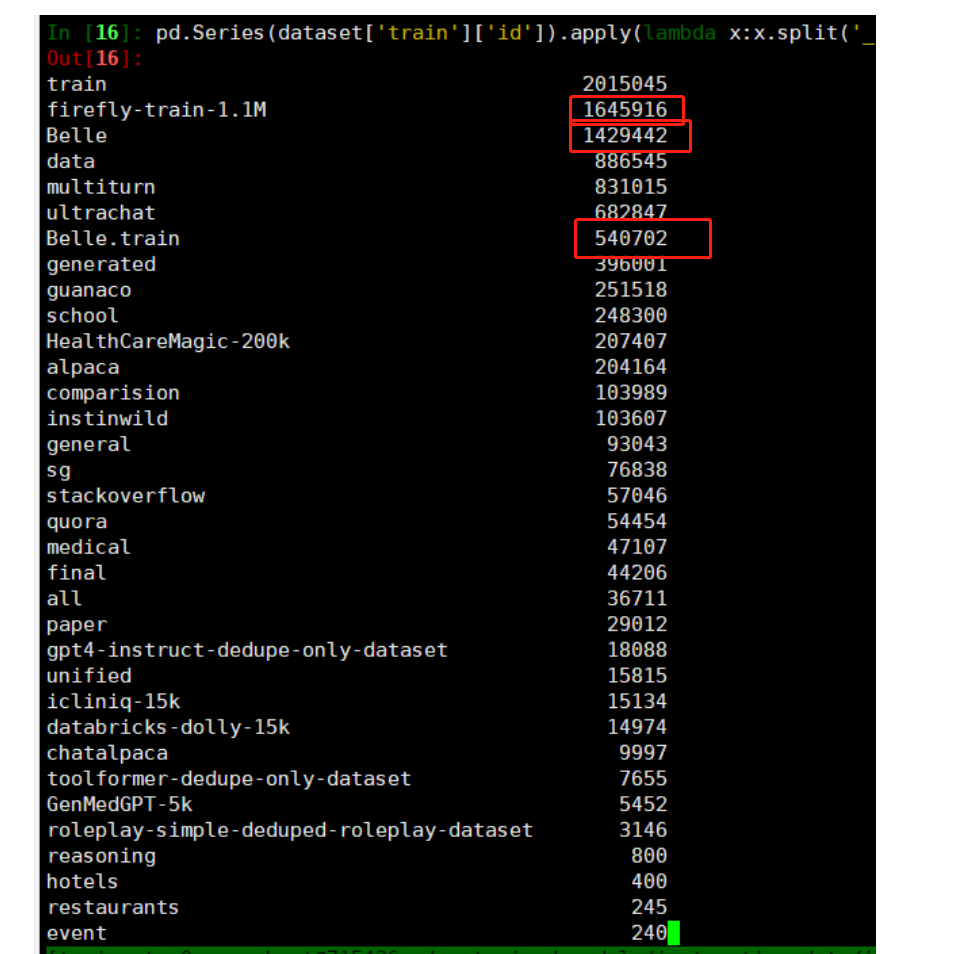 In [16]: pd.Series(dataset['train']['id']).apply(lambda x:x.split('_
Out[16]:
train 2015045
firefly-train-1.1M 1645916
Belle 1429442
data 886545
multiturn 831015
ultrachat 682847
Belle.train 540702
generated 396001
guanaco 251518
school 248300
HealthCareMagic-200k 207407
alpaca 204164
comparision 103989
instinwild 103607
general 93043
sg 76838
stackoverflow 57046
quora 54454
medical 47107
final 44206
all 36711
paper 29012
gpt4-instruct-dedupe-only-dataset 18088
unified 15815
icliniq-15k 15134
databricks-dolly-15k 14974
chatalpaca 9997
toolformer-dedupe-only-dataset 7655
GenMedGPT-5k 5452
roleplay-simple-deduped-roleplay-dataset 3146
reasoning 800
hotels 400
restaurants 245
event 240